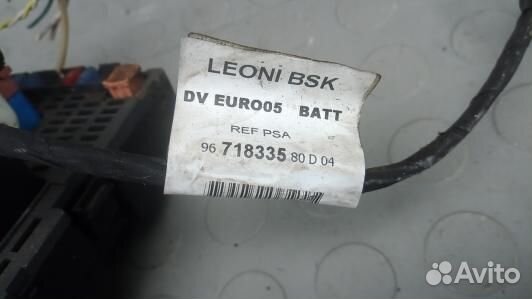 LEONI BSK
DV EURO05 BATT
REF PSA
96 718335 80 D 04
Avito